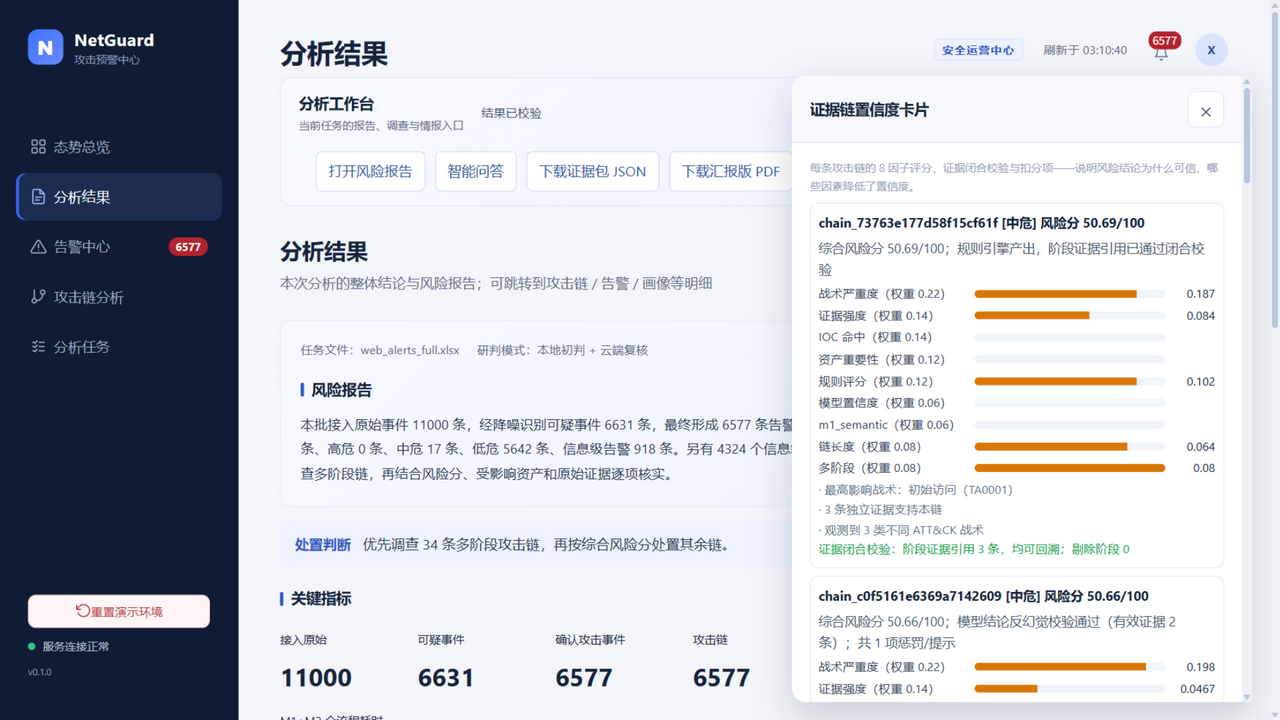 N
NetGuard
攻击预警中心
态势总览
分析结果
告警中心
6577
攻击链分析
分析任务
重置演示环境
服务连接正常
v0.1.0
分析结果
安全运营中心
刷新于 03:10:40
6577
X
分析工作台
当前任务的报告、调查与情报入口
结果已校验
打开风险报告
智能问答
下载证据包 JSON
下载汇报版 PDF
分析结果
本次分析的整体结论与风险报告；可跳转到攻击链 / 告警 / 画像等明细
任务文件：web_alerts_full.xlsx
研判模式：本地初判 + 云端复核
风险报告
本批接入原始事件 11000 条，经降噪识别可疑事件 6631 条，最终形成 6577 条告警
条、高危 0 条、中危 17 条、低危 5642 条、信息级告警 918 条。另有 4324 个信息
查多阶段链，再结合风险分、受影响资产和原始证据逐项核实。
处置判断
优先调查 34 条多阶段攻击链，再按综合风险分处置其余链。
关键指标
接入原始
可疑事件
确认攻击事件
攻击链
11000
6631
6577
6577
证据链置信度卡片
每条攻击链的 8 因子评分、证据闭合校验与扣分项——说明风险结论为什么可信、哪
些因素降低了置信度。
chain_73763e177d58f15cf61f [中危] 风险分 50.69/100
综合风险分 50.69/100；规则引擎产出，阶段证据引用已通过闭合校
验
战术严重度（权重 0.22） 0.187
证据强度（权重 0.14） 0.084
IOC 命中（权重 0.14）
资产重要性（权重 0.12）
规则评分（权重 0.12） 0.102
模型置信度（权重 0.06）
m1_semantic（权重 0.06）
链长度（权重 0.08） 0.064
多阶段（权重 0.08） 0.08
· 最高影响战术：初始访问（TA0001）
· 3 条独立证据支持本链
· 观测到 3 类不同 ATT&CK 战术
证据闭合校验：阶段证据引用 3 条，均可回溯；剔除阶段 0
chain_c0f5161e6369a7142609 [中危] 风险分 50.66/100
综合风险分 50.66/100；模型结论反幻觉校验通过（有效证据 2
条）；共 1 项惩罚/提示
战术严重度（权重 0.22） 0.198
证据强度（权重 0.14） 0.0467